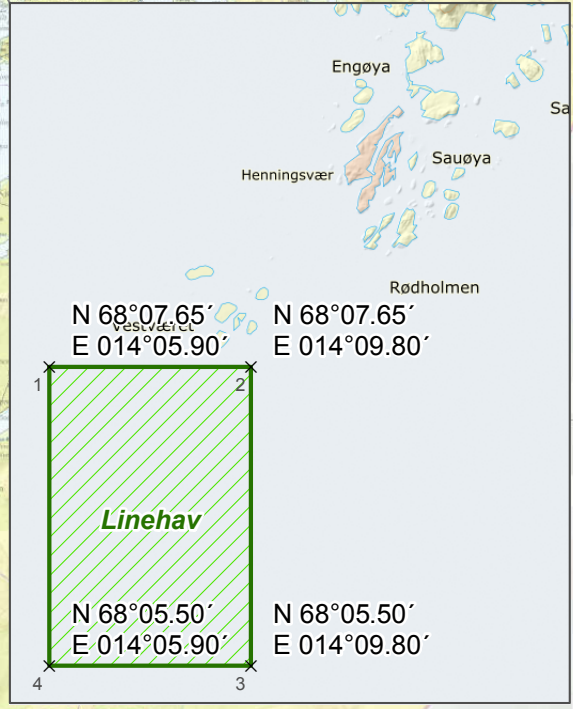 Engøya
Sa
Sauøya
Henningsvær
Rødholmen
N 68°07.65´
E 014°05.90´
N 68°07.65´
E 014°09.80´
Vestværet
1
2
Linehav
N 68°05.50´
E 014°05.90´
N 68°05.50´
E 014°09.80´
4
3